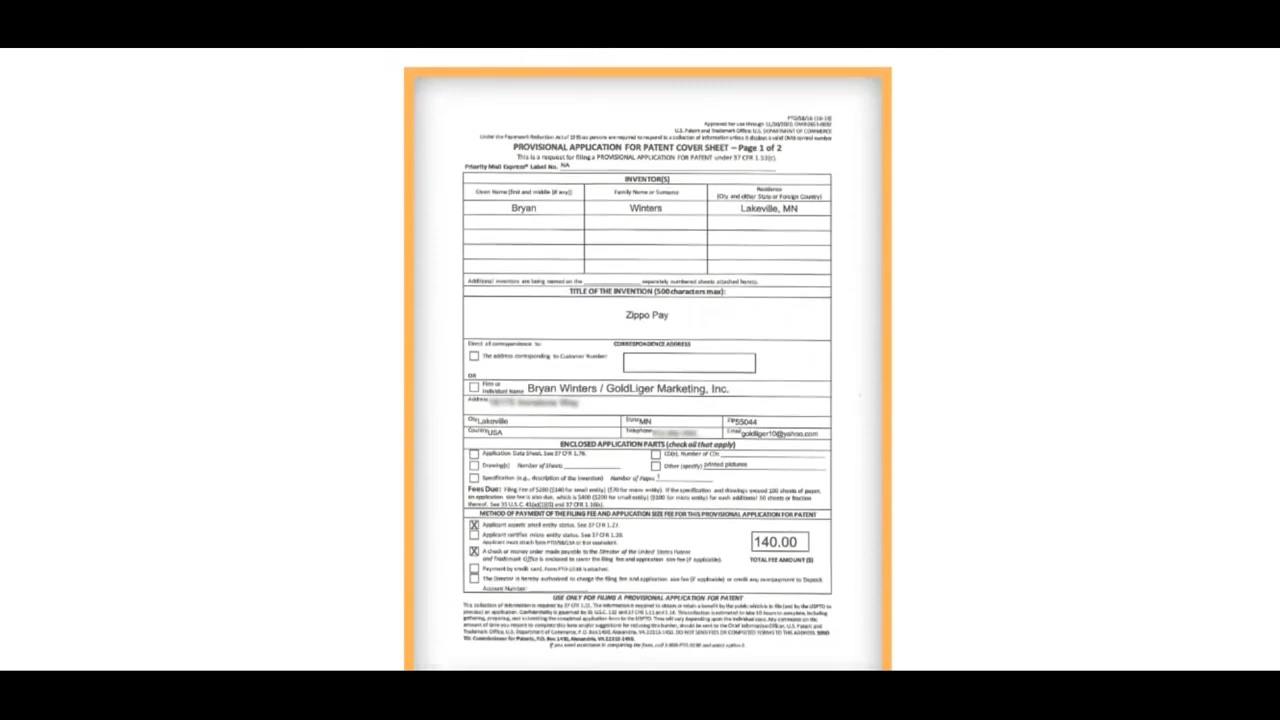 PTO/SB/16 (10-16)
Approved for use through 11/30/2020. OMB 0651-0032
U.S. Patent and Trademark Office; U.S. DEPARTMENT OF COMMERCE
Under the Paperwork Reduction Act of 1995 no persons are required to respond to a collection of information unless it displays a valid OMB control number
PROVISIONAL APPLICATION FOR PATENT COVER SHEET – Page 1 of 2
This is a request for filing a PROVISIONAL APPLICATION FOR PATENT under 37 CFR 1.53(c).
Priority Mail Express® Label No. NA
INVENTOR(S)
Given Name (first and middle [if any]) Family Name or Surname Residence
(City and either State or Foreign Country)
Bryan Winters Lakeville, MN
Additional inventors are being named on the separately numbered sheets attached hereto.
TITLE OF THE INVENTION (500 characters max):
Zippo Pay
Direct all correspondence to: CORRESPONDENCE ADDRESS
The address corresponding to Customer Number:
OR
Firm or
Individual Name Bryan Winters / GoldLiger Marketing, Inc.
Address
City Lakeville State MN Zip 55044
Country USA Telephone Email goldliger10@yahoo.com
ENCLOSED APPLICATION PARTS (check all that apply)
Application Data Sheet. See 37 CFR 1.76. CD(s), Number of CDs
Drawing(s) Number of Sheets Other (specify) printed pictures
Specification (e.g., description of the invention) Number of Pages
Fees Due: Filing Fee of $280 ($140 for small entity) ($70 for micro entity). If the specification and drawings exceed 100 sheets of paper,
an application size fee is also due, which is $400 ($200 for small entity) ($100 for micro entity) for each additional 50 sheets or fraction
thereof. See 35 U.S.C. 41(a)(1)(G) and 37 CFR 1.16(s).
METHOD OF PAYMENT OF THE FILING FEE AND APPLICATION SIZE FEE FOR THIS PROVISIONAL APPLICATION FOR PATENT
X Applicant asserts small entity status. See 37 CFR 1.27.
Applicant certifies micro entity status. See 37 CFR 1.29.
Applicant must attach form PTO/SB/15A or B or equivalent.
140.00
X A check or money order made payable to the Director of the United States Patent
and Trademark Office is enclosed to cover the filing fee and application size fee (if applicable). TOTAL FEE AMOUNT ($)
Payment by credit card. Form PTO-2038 is attached.
The Director is hereby authorized to charge the filing fee and application size fee (if applicable) or credit any overpayment to Deposit
Account Number:
USE ONLY FOR FILING A PROVISIONAL APPLICATION FOR PATENT
This collection of information is required by 37 CFR 1.51. The information is required to obtain or retain a benefit by the public which is to file (and by the USPTO to
process) an application. Confidentiality is governed by 35 U.S.C. 122 and 37 CFR 1.11 and 1.14. This collection is estimated to take 10 hours to complete, including
gathering, preparing, and submitting the completed application form to the USPTO. Time will vary depending upon the individual case. Any comments on the
amount of time you require to complete this form and/or suggestions for reducing this burden, should be sent to the Chief Information Officer, U.S. Patent and
Trademark Office, U.S. Department of Commerce, P.O. Box 1450, Alexandria, VA 22313-1450. DO NOT SEND FEES OR COMPLETED FORMS TO THIS ADDRESS. SEND
TO: Commissioner for Patents, P.O. Box 1450, Alexandria, VA 22313-1450.
If you need assistance in completing the form, call 1-800-PTO-9199 and select option 2.